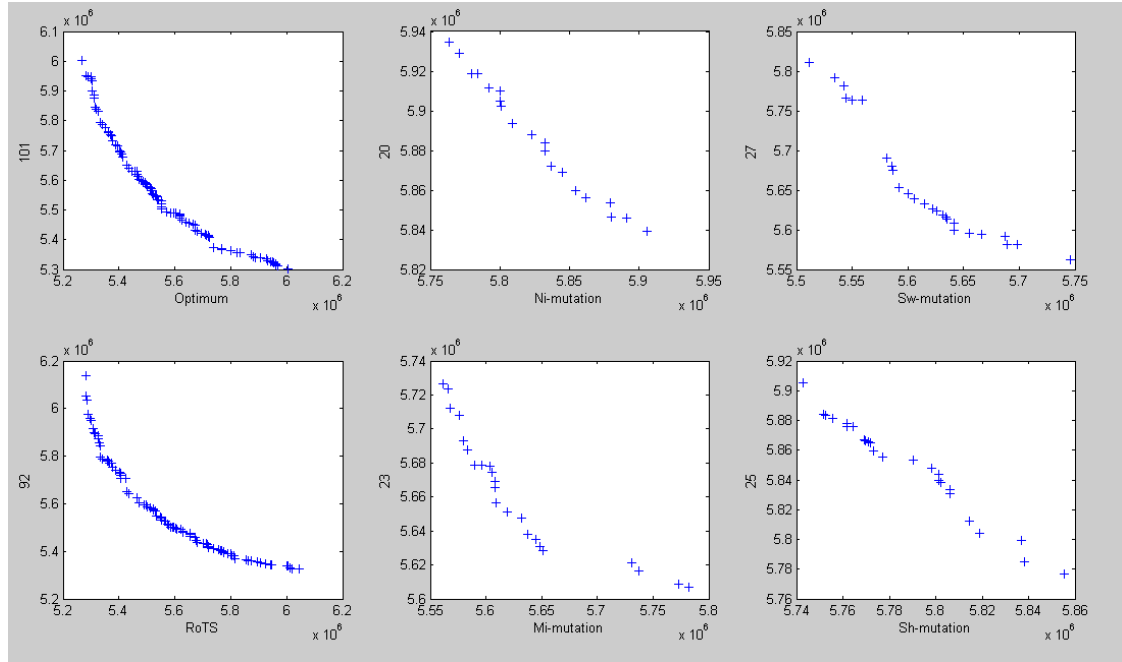 x 10^6
6.1
6
5.9
5.8
5.7
5.6
5.5
5.4
5.3
101
5.2 5.4 5.6 5.8 6 6.2
Optimum
x 10^6
x 10^6
5.94
5.92
5.9
5.88
5.86
5.84
5.82
20
5.75 5.8 5.85 5.9 5.95
Ni-mutation
x 10^6
x 10^6
5.85
5.8
5.75
5.7
5.65
5.6
5.55
27
5.5 5.55 5.6 5.65 5.7 5.75
Sw-mutation
x 10^6
x 10^6
6.2
6
5.8
5.6
5.4
5.2
92
5.2 5.4 5.6 5.8 6 6.2
RoTS
x 10^6
x 10^6
5.74
5.72
5.7
5.68
5.66
5.64
5.62
5.6
23
5.55 5.6 5.65 5.7 5.75 5.8
Mi-mutation
x 10^6
x 10^6
5.92
5.9
5.88
5.86
5.84
5.82
5.8
5.78
5.76
25
5.74 5.76 5.78 5.8 5.82 5.84 5.86
Sh-mutation
x 10^6